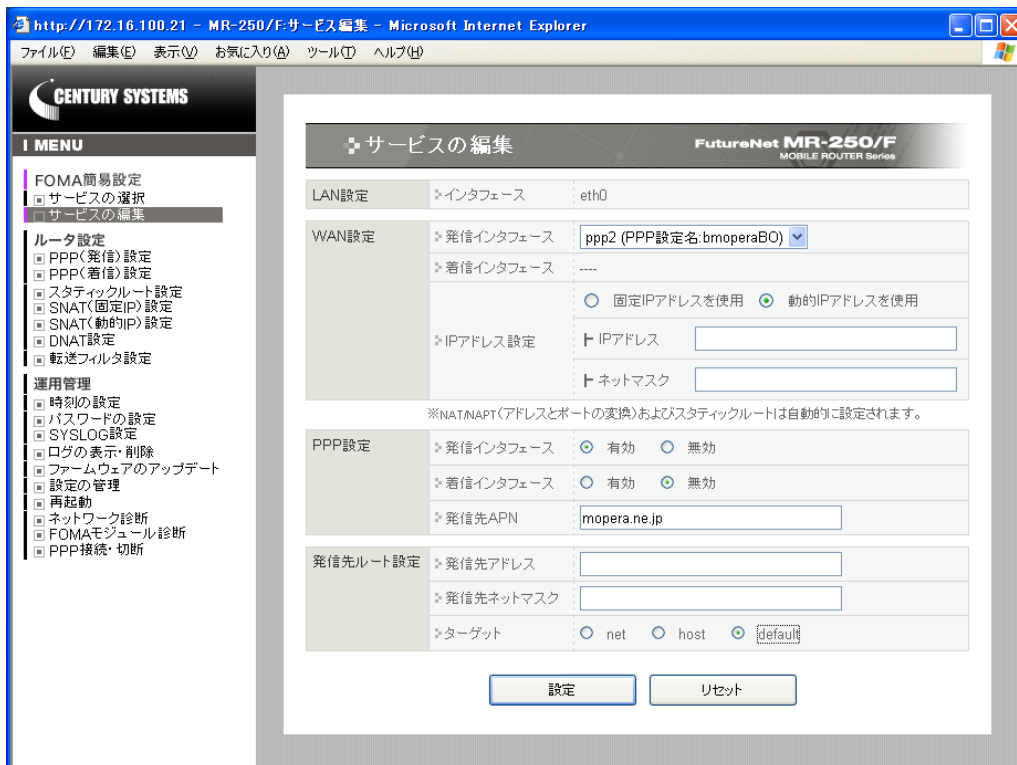 http://172.16.100.21 - MR-250/F:サービス編集 - Microsoft Internet Explorer
ファイル(F) 編集(E) 表示(V) お気に入り(A) ツール(T) ヘルプ(H)
CENTURY SYSTEMS
MENU
FOMA簡易設定
サービスの選択
サービスの編集
ルータ設定
PPP(発信)設定
PPP(着信)設定
スタティックルート設定
SNAT(固定IP)設定
SNAT(動的IP)設定
DNAT設定
転送フィルタ設定
運用管理
時刻の設定
パスワードの設定
SYSLOG設定
ログの表示・削除
ファームウェアのアップデート
設定の管理
再起動
ネットワーク診断
FOMAモジュール診断
PPP接続・切断
サービスの編集
FutureNet MR-250/F
MOBILE ROUTER Series
LAN設定 インタフェース eth0
WAN設定 発信インタフェース ppp2 (PPP設定名:bmoperaBO)
着信インタフェース ----
IPアドレス設定 固定IPアドレスを使用 動的IPアドレスを使用
IPアドレス
ネットマスク
※NAT/NAPT(アドレスとポートの変換)およびスタティックルートは自動的に設定されます。
PPP設定 発信インタフェース 有効 無効
着信インタフェース 有効 無効
発信先APN mopera.ne.jp
発信先ルート設定 発信先アドレス
発信先ネットマスク
ターゲット net host default
設定 リセット